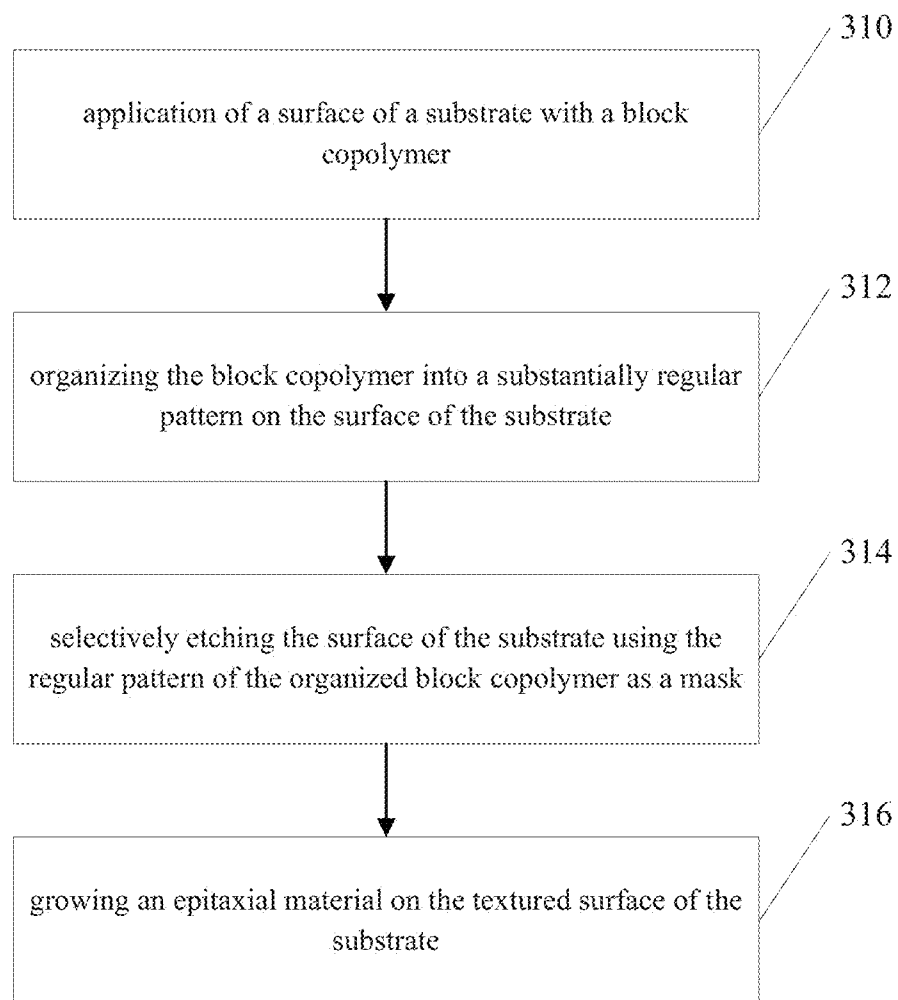 310
application of a surface of a substrate with a block
copolymer
312
organizing the block copolymer into a substantially regular
pattern on the surface of the substrate
314
selectively etching the surface of the substrate using the
regular pattern of the organized block copolymer as a mask
316
growing an epitaxial material on the textured surface of the
substrate